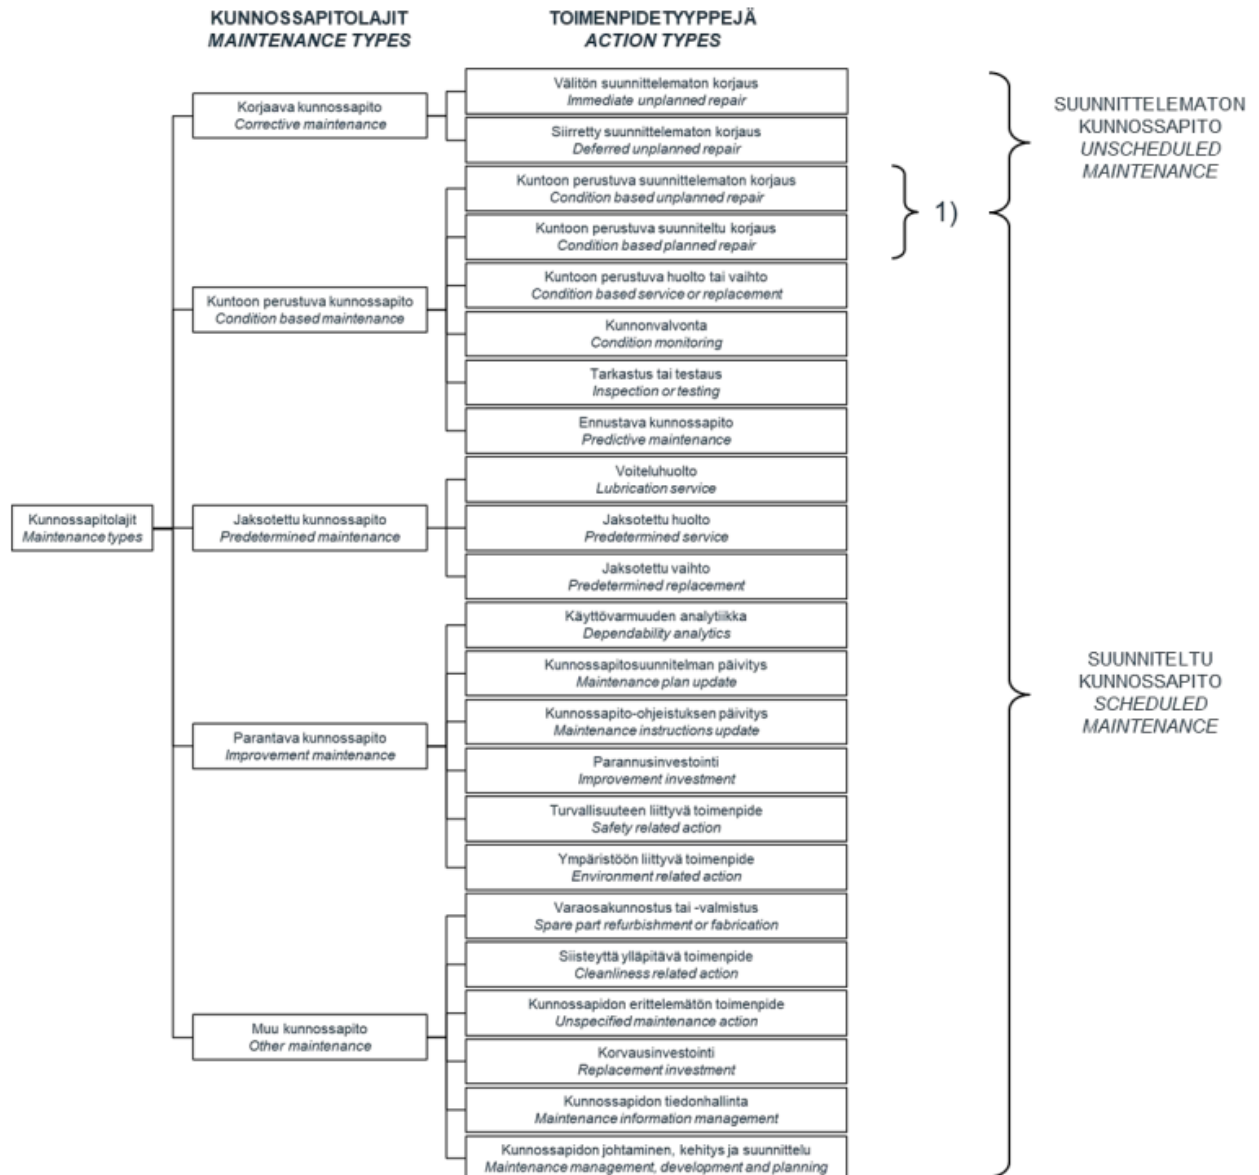 KUNNOSSAPITOLAJIT
MAINTENANCE TYPES
TOIMENPIDETYYPPEJÄ
ACTION TYPES
Kunnossapitolajit
Maintenance types
Korjaava kunnossapito
Corrective maintenance
Välitön suunnittelematon korjaus
Immediate unplanned repair
Siirretty suunnittelematon korjaus
Deferred unplanned repair
Kuntoon perustuva kunnossapito
Condition based maintenance
Kuntoon perustuva suunnittelematon korjaus
Condition based unplanned repair
Kuntoon perustuva suunniteltu korjaus
Condition based planned repair
Kuntoon perustuva huolto tai vaihto
Condition based service or replacement
Kunnonvalvonta
Condition monitoring
Tarkastus tai testaus
Inspection or testing
Ennustava kunnossapito
Predictive maintenance
Jaksotettu kunnossapito
Predetermined maintenance
Voiteluhuolto
Lubrication service
Jaksotettu huolto
Predetermined service
Jaksotettu vaihto
Predetermined replacement
Parantava kunnossapito
Improvement maintenance
Käyttövarmuuden analytiikka
Dependability analytics
Kunnossapitosuunnitelman päivitys
Maintenance plan update
Kunnossapito-ohjeistuksen päivitys
Maintenance instructions update
Parannusinvestointi
Improvement investment
Turvallisuuteen liittyvä toimenpide
Safety related action
Ympäristöön liittyvä toimenpide
Environment related action
Muu kunnossapito
Other maintenance
Varaosakunnostus tai -valmistus
Spare part refurbishment or fabrication
Siisteyttä ylläpitävä toimenpide
Cleanliness related action
Kunnossapidon erittelemätön toimenpide
Unspecified maintenance action
Korvausinvestointi
Replacement investment
Kunnossapidon tiedonhallinta
Maintenance information management
Kunnossapidon johtaminen, kehitys ja suunnittelu
Maintenance management, development and planning
1)
SUUNNITTELEMATON
KUNNOSSAPITO
UNSCHEDULED
MAINTENANCE
SUUNNITELTU
KUNNOSSAPITO
SCHEDULED
MAINTENANCE